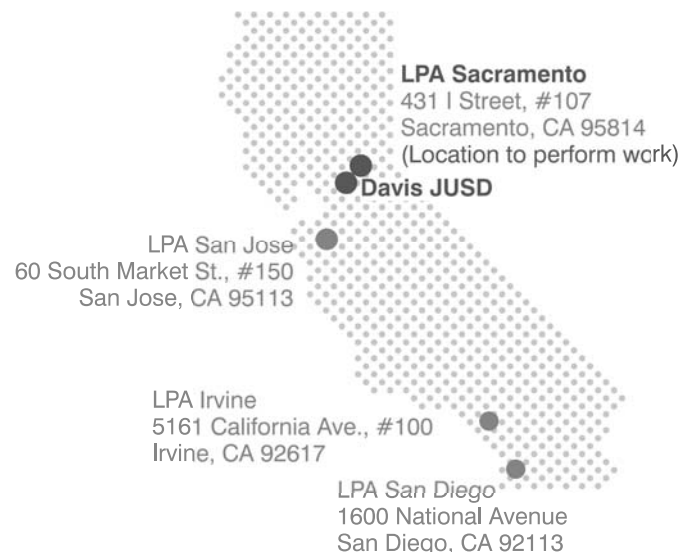 LPA Sacramento
431 I Street, #107
Sacramento, CA 95814
(Location to perform work)
Davis JUSD
LPA San Jose
60 South Market St., #150
San Jose, CA 95113
LPA Irvine
5161 California Ave., #100
Irvine, CA 92617
LPA San Diego
1600 National Avenue
San Diego, CA 92113